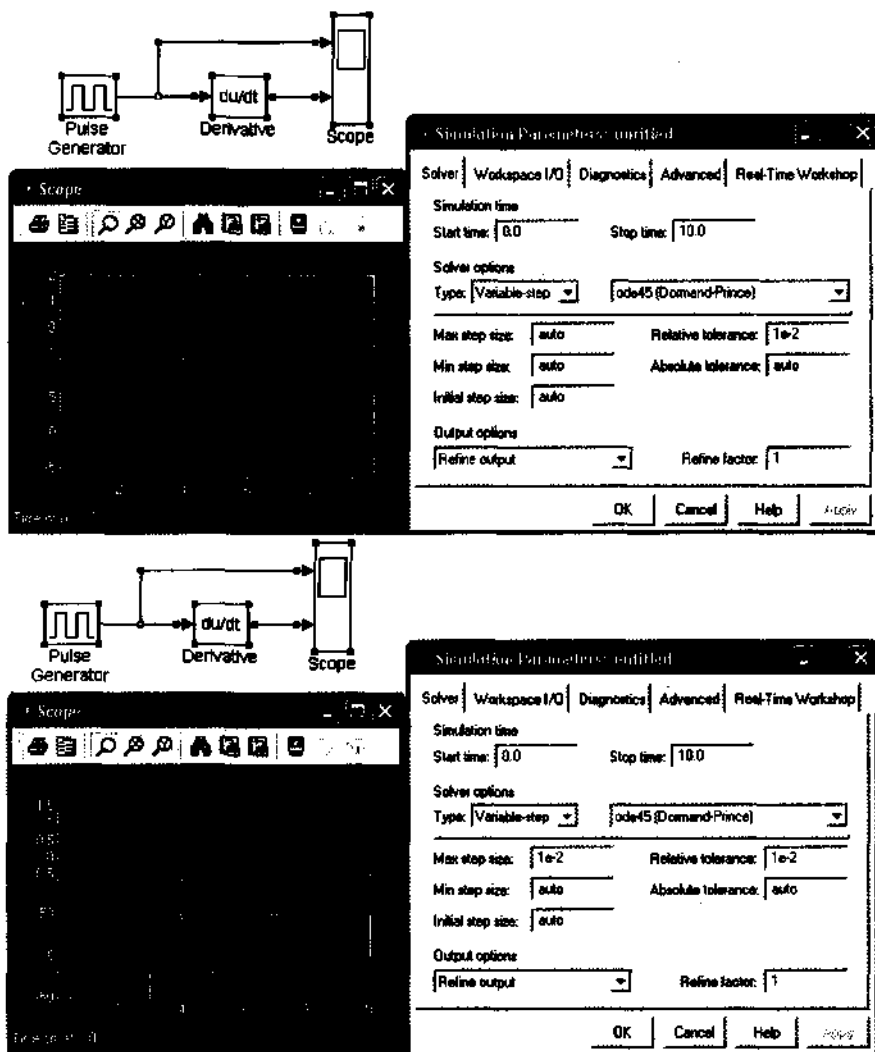 du/dt
Pulse
Generator
Derivative
Scope
Simulation Parameters: untitled
Solver
Workspace I/O
Diagnostics
Advanced
Real-Time Workshop
Scope
Simulation time
Start time: 0.0
Stop time: 10.0
Solver options
Type: Variable-step
ode45 (Dormand-Prince)
Max step size: auto
Relative tolerance: 1e-2
Min step size: auto
Absolute tolerance: auto
Initial step size: auto
Output options
Refine output
Refine factor: 1
OK
Cancel
Help
Apply
du/dt
Pulse
Generator
Derivative
Scope
Simulation Parameters: untitled
Solver
Workspace I/O
Diagnostics
Advanced
Real-Time Workshop
Scope
Simulation time
Start time: 0.0
Stop time: 10.0
Solver options
Type: Variable-step
ode45 (Dormand-Prince)
Max step size: 1e-2
Relative tolerance: 1e-2
Min step size: auto
Absolute tolerance: auto
Initial step size: auto
Output options
Refine output
Refine factor: 1
OK
Cancel
Help
Apply